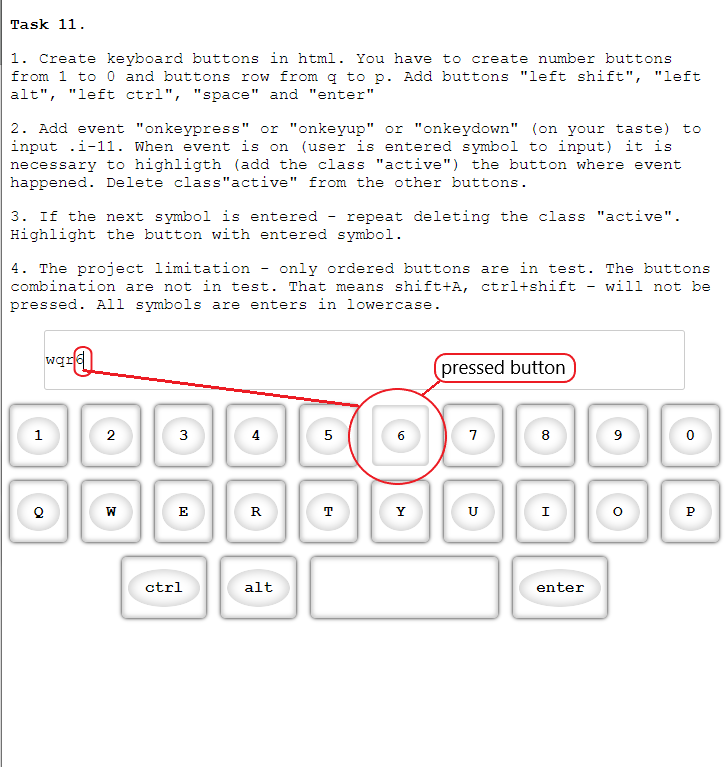 Task 11.
1. Create keyboard buttons in html. You have to create number buttons
from 1 to 0 and buttons row from q to p. Add buttons "left shift", "left
alt", "left ctrl", "space" and "enter"
2. Add event "onkeypress" or "onkeyup" or "onkeydown" (on your taste) to
input .i-11. When event is on (user is entered symbol to input) it is
necessary to highligth (add the class "active") the button where event
happened. Delete class"active" from the other buttons.
3. If the next symbol is entered - repeat deleting the class "active".
Highlight the button with entered symbol.
4. The project limitation - only ordered buttons are in test. The buttons
combination are not in test. That means shift+A, ctrl+shift - will not be
pressed. All symbols are enters in lowercase.
wqr6
pressed button
1 2 3 4 5 6 7 8 9 0
Q W E R T Y U I O P
ctrl alt enter